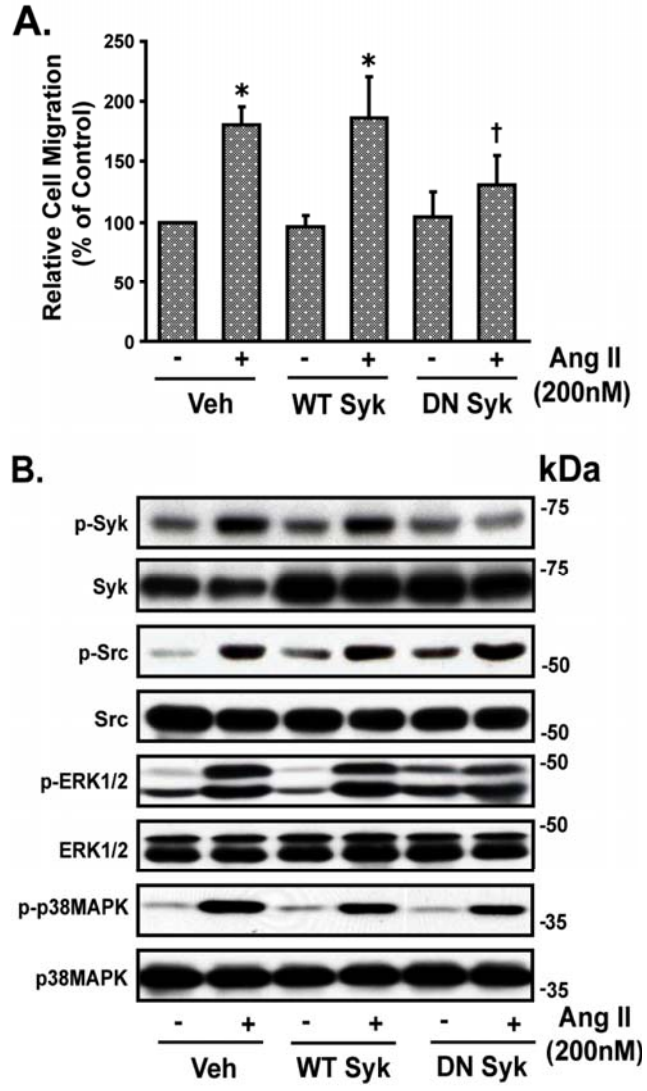 A.
Relative Cell Migration
(% of Control)
250
200
150
100
50
0
*
*
†
- + - + - + Ang II
(200nM)
Veh WT Syk DN Syk
B.
kDa
p-Syk -75
Syk -75
p-Src -50
Src -50
p-ERK1/2 -50
ERK1/2 -50
p-p38MAPK -35
p38MAPK -35
- + - + - + Ang II
(200nM)
Veh WT Syk DN Syk